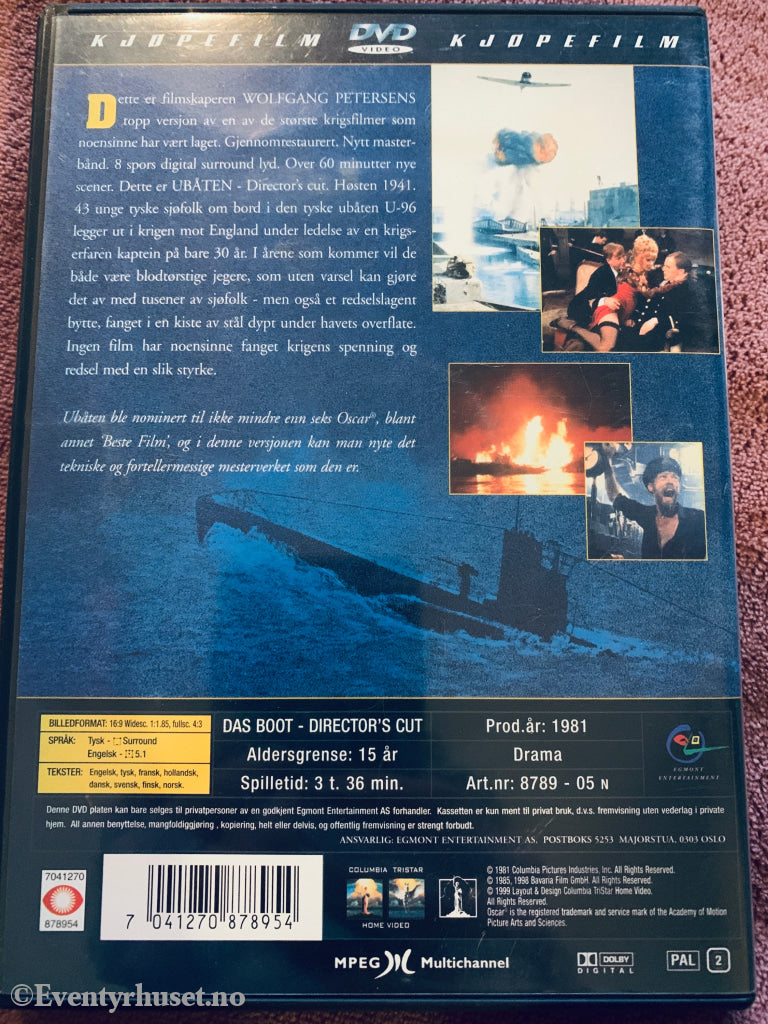 KJØPEFILM DVD VIDEO KJØPEFILM
Dette er filmskaperen WOLFGANG PETERSENS
topp versjon av en av de største krigsfilmer som
noensinne har vært laget. Gjennomrestaurert. Nytt master-
bånd. 8 spors digital surround lyd. Over 60 minutter nye
scener. Dette er UBÅTEN - Director's cut. Høsten 1941.
43 unge tyske sjøfolk om bord i den tyske ubåten U-96
legger ut i krigen mot England under ledelse av en krigs-
erfaren kaptein på bare 30 år. I årene som kommer vil de
både være blodtørstige jegere, som uten varsel kan gjøre
det av med tusener av sjøfolk - men også et redselslagent
bytte, fanget i en kiste av stål dypt under havets overflate.
Ingen film har noensinne fanget krigens spenning og
redsel med en slik styrke.
Ubåten ble nominert til ikke mindre enn seks Oscar®, blant
annet 'Beste Film', og i denne versjonen kan man nyte det
tekniske og fortellermessige mesterverket som den er.
BILLEDFORMAT: 16:9 Widesc. 1:1.85, fullsc. 4:3
SPRÅK: Tysk - Surround
Engelsk - 5.1
TEKSTER: Engelsk, tysk, fransk, hollandsk,
dansk, svensk, finsk, norsk.
DAS BOOT - DIRECTOR'S CUT
Aldersgrense: 15 år
Spilletid: 3 t. 36 min.
Prod.år: 1981
Drama
Art.nr: 8789 - 05 N
EGMONT
ENTERTAINMENT
Denne DVD platen kan bare selges til privatpersoner av en godkjent Egmont Entertainment AS forhandler. Kassetten er kun ment til privat bruk, d.v.s. fremvisning uten vederlag i private
hjem. All annen benyttelse, mangfoldiggjøring , kopiering, helt eller delvis, og offentlig fremvisning er strengt forbudt.
ANSVARLIG: EGMONT ENTERTAINMENT AS, POSTBOKS 5253 MAJORSTUA, 0303 OSLO
7041270
878954
7 041270 878954
COLUMBIA TRISTAR
HOME VIDEO
© 1981 Columbia Pictures Industries, Inc. All Rights Reserved.
© 1985, 1998 Bavaria Film GmbH. All Rights Reserved.
© 1999 Layout & Design Columbia TriStar Home Video.
All Rights Reserved.
Oscar® is the registered trademark and service mark of the Academy of Motion
Picture Arts and Sciences.
MPEG Multichannel
DOLBY
DIGITAL
PAL 2
©Eventyrhuset.no